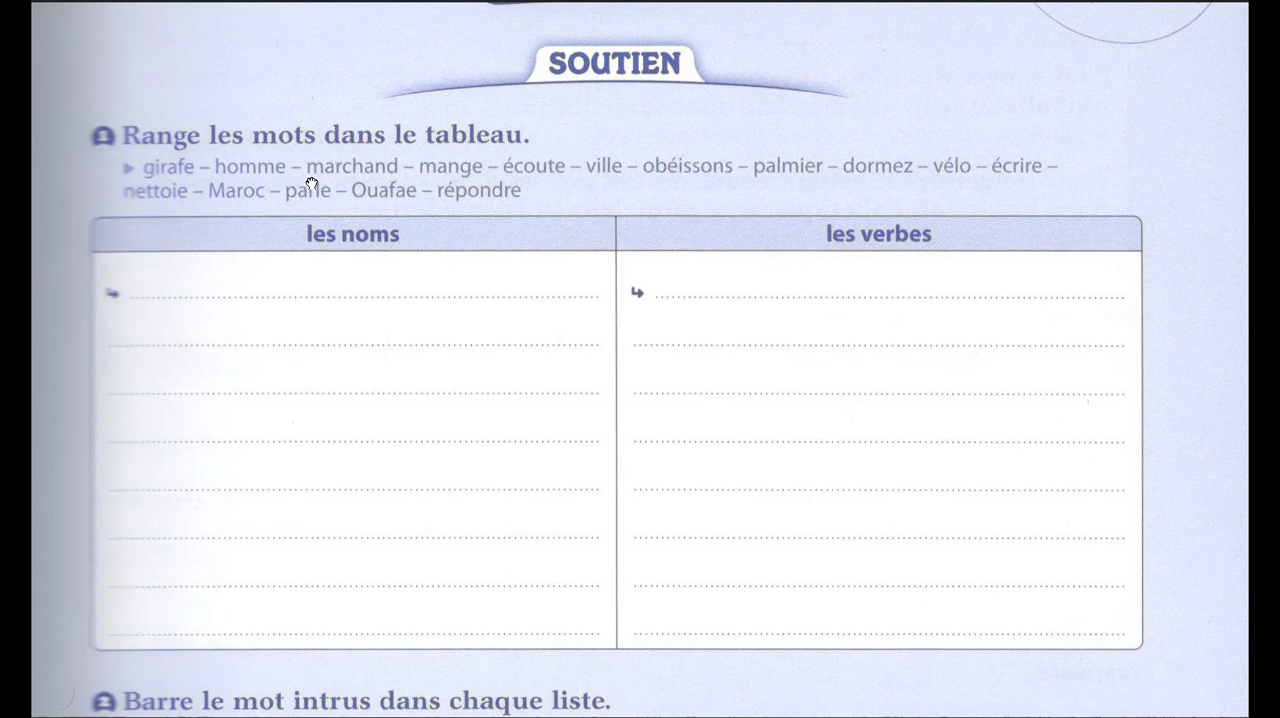 SOUTIEN
Range les mots dans le tableau.
girafe – homme – marchand – mange – écoute – ville – obéissons – palmier – dormez – vélo – écrire –
nettoie – Maroc – parle – Ouafae – répondre
les noms
les verbes
Barre le mot intrus dans chaque liste.